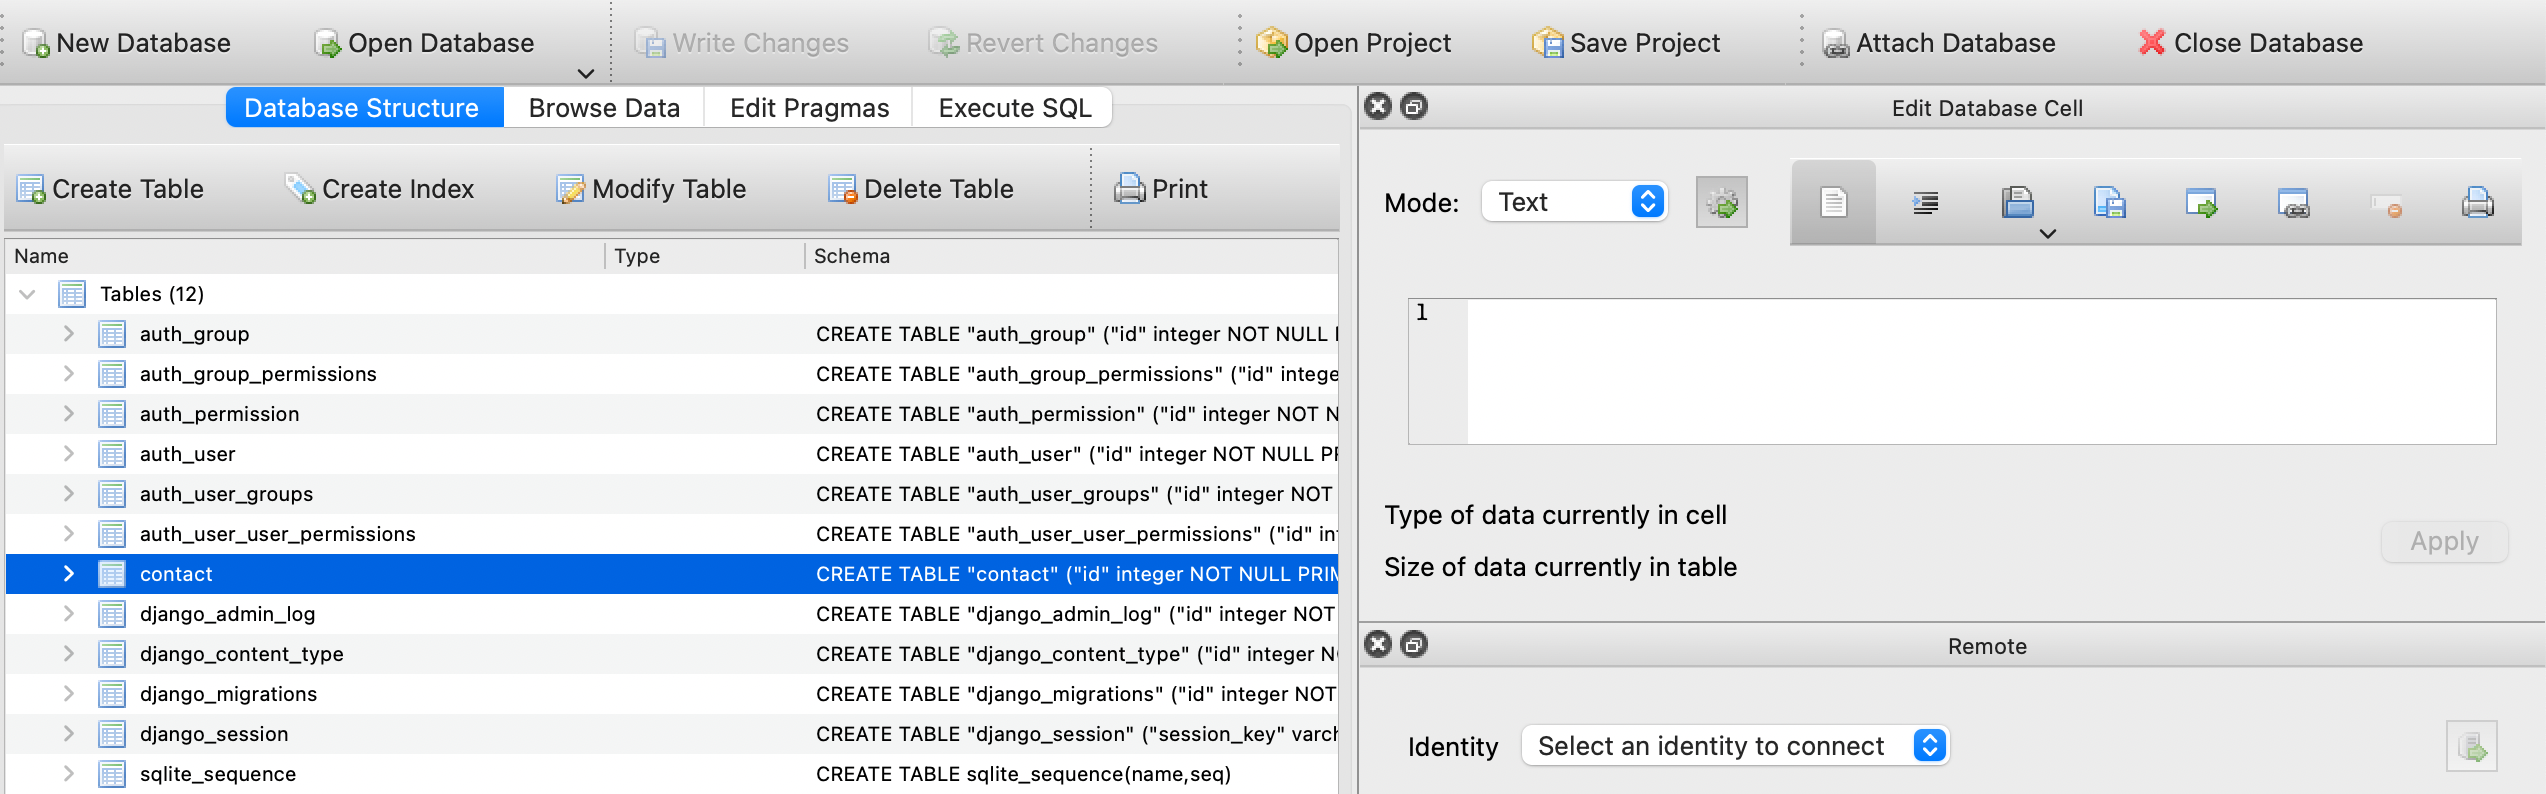 New Database Open Database Write Changes Revert Changes Open Project Save Project Attach Database Close Database
Database Structure Browse Data Edit Pragmas Execute SQL
Create Table Create Index Modify Table Delete Table Print
Name Type Schema
Tables (12)
auth_group CREATE TABLE "auth_group" ("id" integer NOT NULL
auth_group_permissions CREATE TABLE "auth_group_permissions" ("id" intege
auth_permission CREATE TABLE "auth_permission" ("id" integer NOT N
auth_user CREATE TABLE "auth_user" ("id" integer NOT NULL PR
auth_user_groups CREATE TABLE "auth_user_groups" ("id" integer NOT
auth_user_user_permissions CREATE TABLE "auth_user_user_permissions" ("id" in
contact CREATE TABLE "contact" ("id" integer NOT NULL PRIM
django_admin_log CREATE TABLE "django_admin_log" ("id" integer NOT
django_content_type CREATE TABLE "django_content_type" ("id" integer N
django_migrations CREATE TABLE "django_migrations" ("id" integer NOT
django_session CREATE TABLE "django_session" ("session_key" varch
sqlite_sequence CREATE TABLE sqlite_sequence(name,seq)
Edit Database Cell
Mode: Text
1
Type of data currently in cell
Size of data currently in table
Apply
Remote
Identity Select an identity to connect